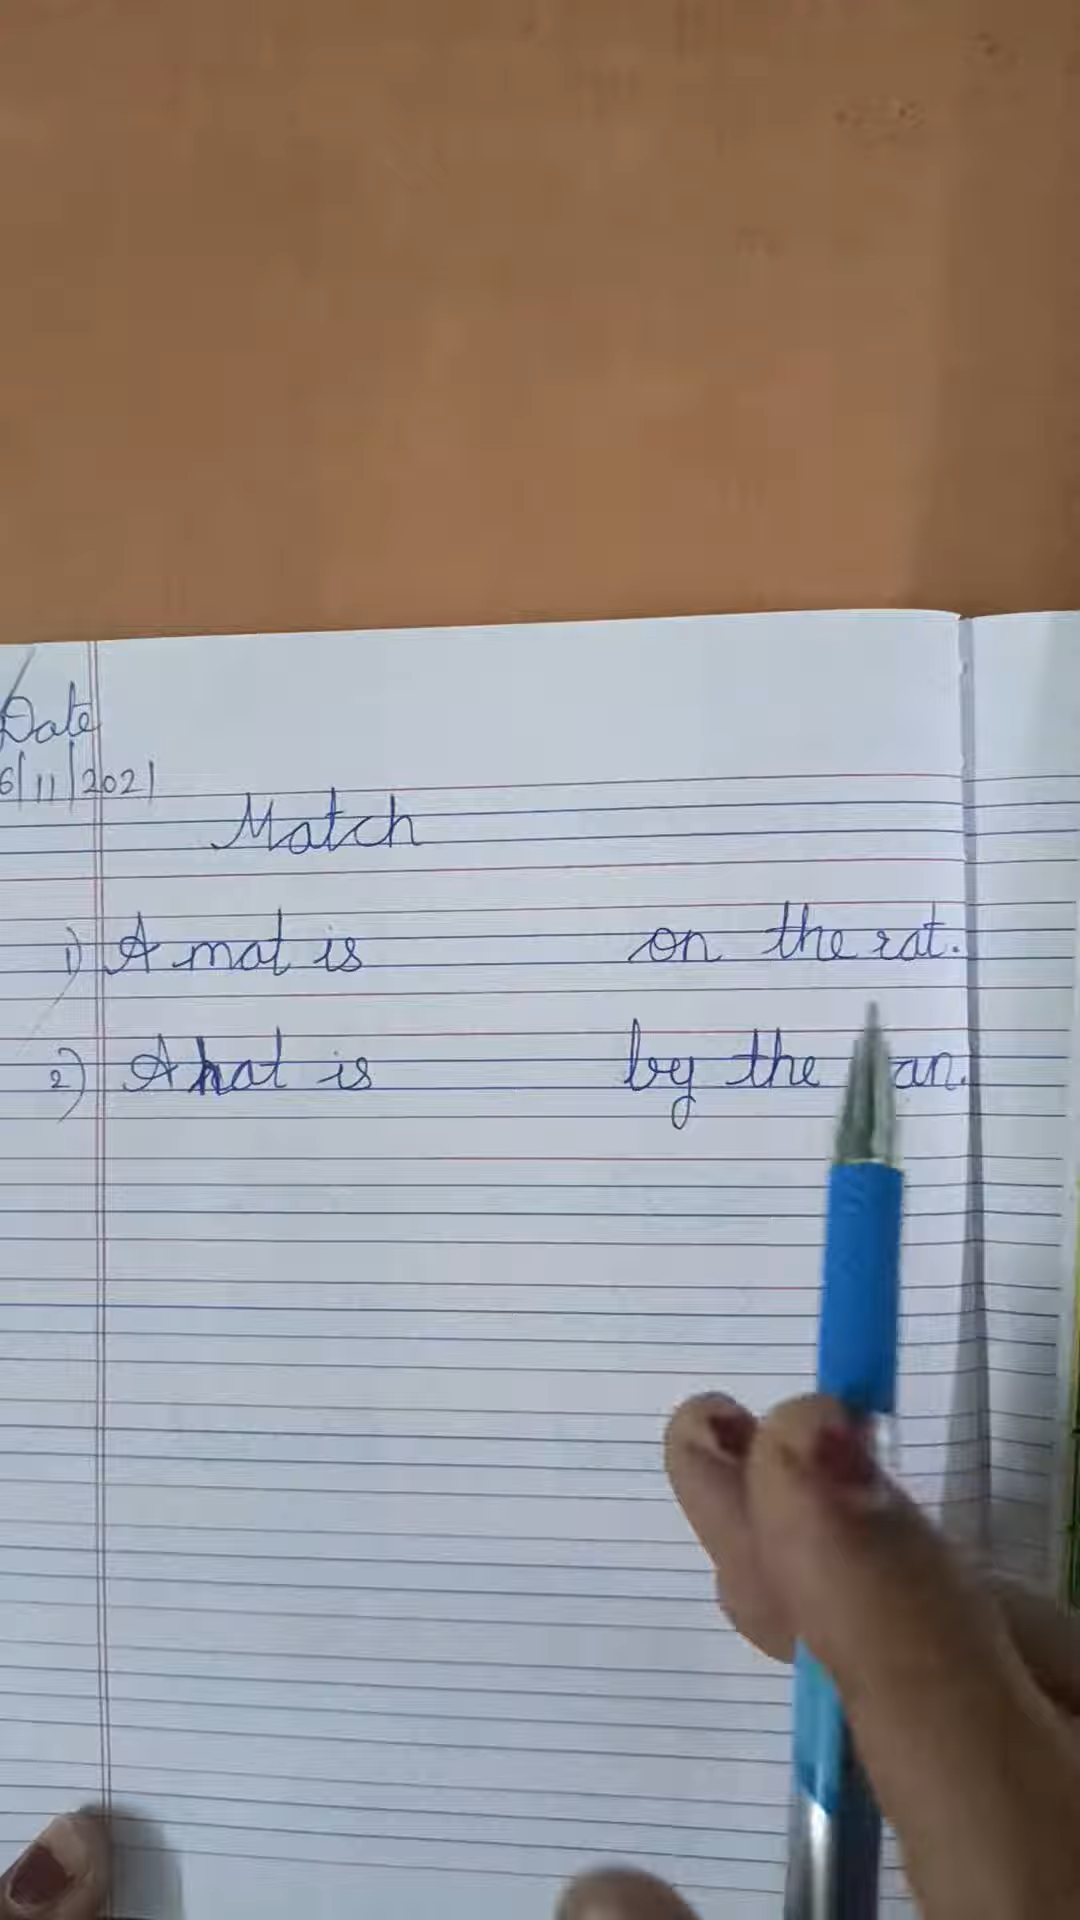 Date
6/11/2021
Match
1) A mat is on the rat.
2) A hat is by the